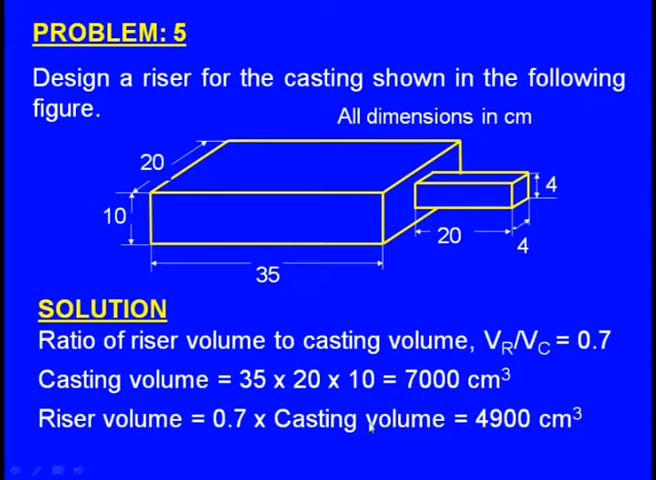 PROBLEM: 5
Design a riser for the casting shown in the following
figure.
All dimensions in cm
20
10
35
4
20
4
SOLUTION
Ratio of riser volume to casting volume, V_R/V_C = 0.7
Casting volume = 35 x 20 x 10 = 7000 cm³
Riser volume = 0.7 x Casting volume = 4900 cm³